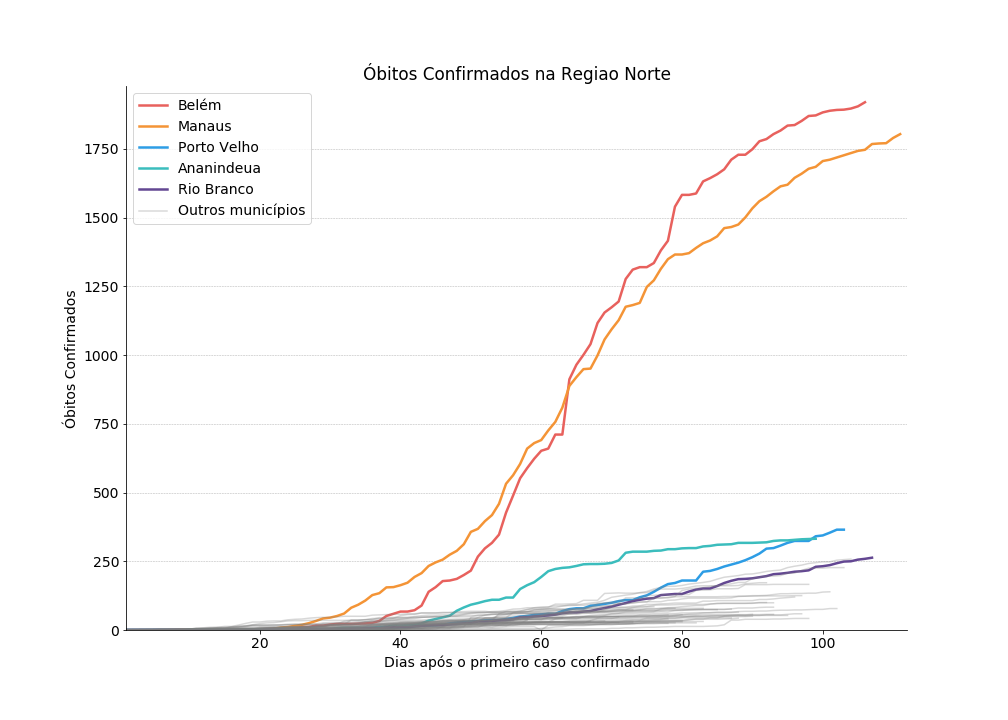 Óbitos Confirmados na Regiao Norte
Belém
Manaus
Porto Velho
Ananindeua
Rio Branco
Outros municípios
Óbitos Confirmados
1750
1500
1250
1000
750
500
250
0
20
40
60
80
100
Dias após o primeiro caso confirmado